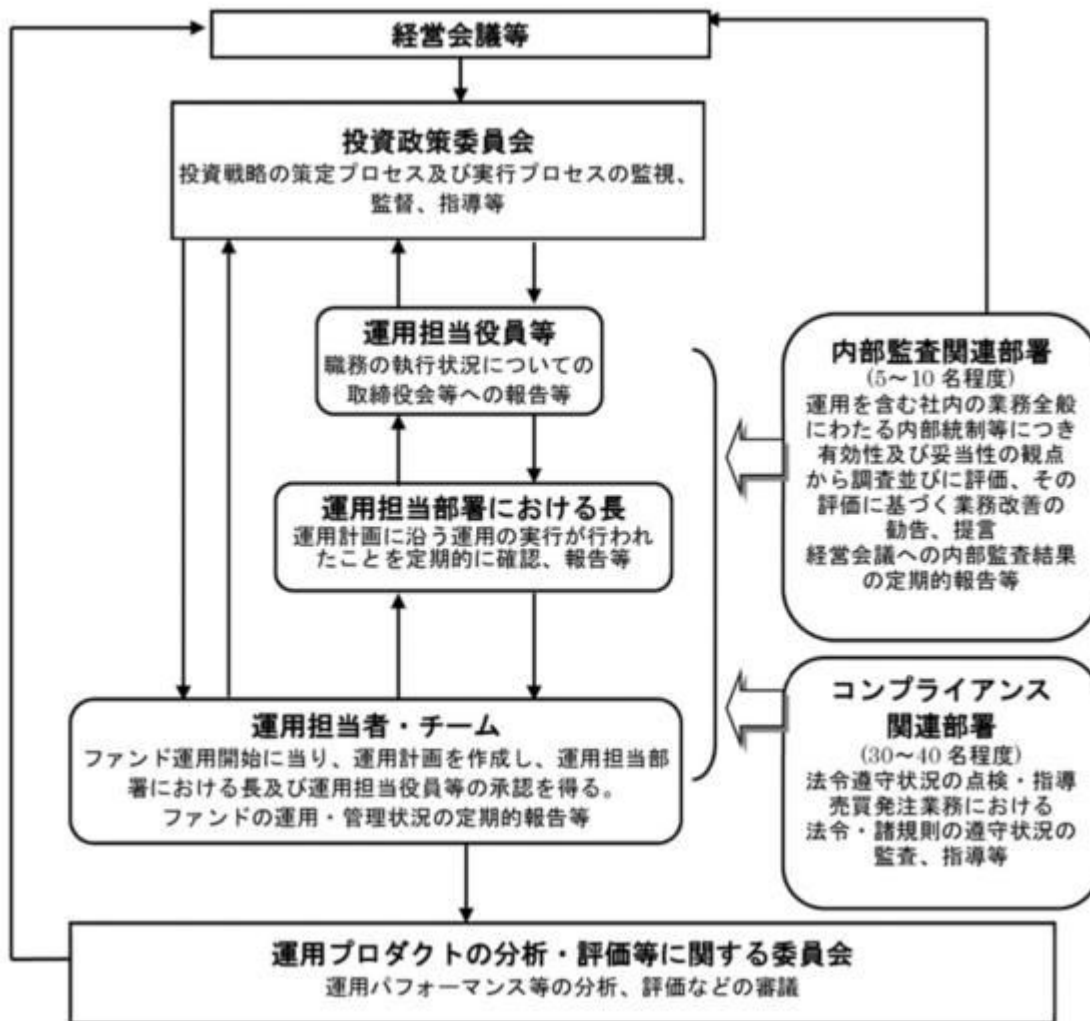 経営会議等
投資政策委員会
投資戦略の策定プロセス及び実行プロセスの監視、
監督、指導等
運用担当役員等
職務の執行状況についての
取締役会等への報告等
運用担当部署における長
運用計画に沿う運用の実行が行われ
たことを定期的に確認、報告等
運用担当者・チーム
ファンド運用開始に当り、運用計画を作成し、運用担当部
署における長及び運用担当役員等の承認を得る。
ファンドの運用・管理状況の定期的報告等
内部監査関連部署
(5～10 名程度)
運用を含む社内の業務全般
にわたる内部統制等につき
有効性及び妥当性の観点
から調査並びに評価、その
評価に基づく業務改善の
勧告、提言
経営会議への内部監査結果
の定期的報告等
コンプライアンス
関連部署
(30～40 名程度)
法令遵守状況の点検・指導
売買発注業務における
法令・諸規則の遵守状況の
監査、指導等
運用プロダクトの分析・評価等に関する委員会
運用パフォーマンス等の分析、評価などの審議